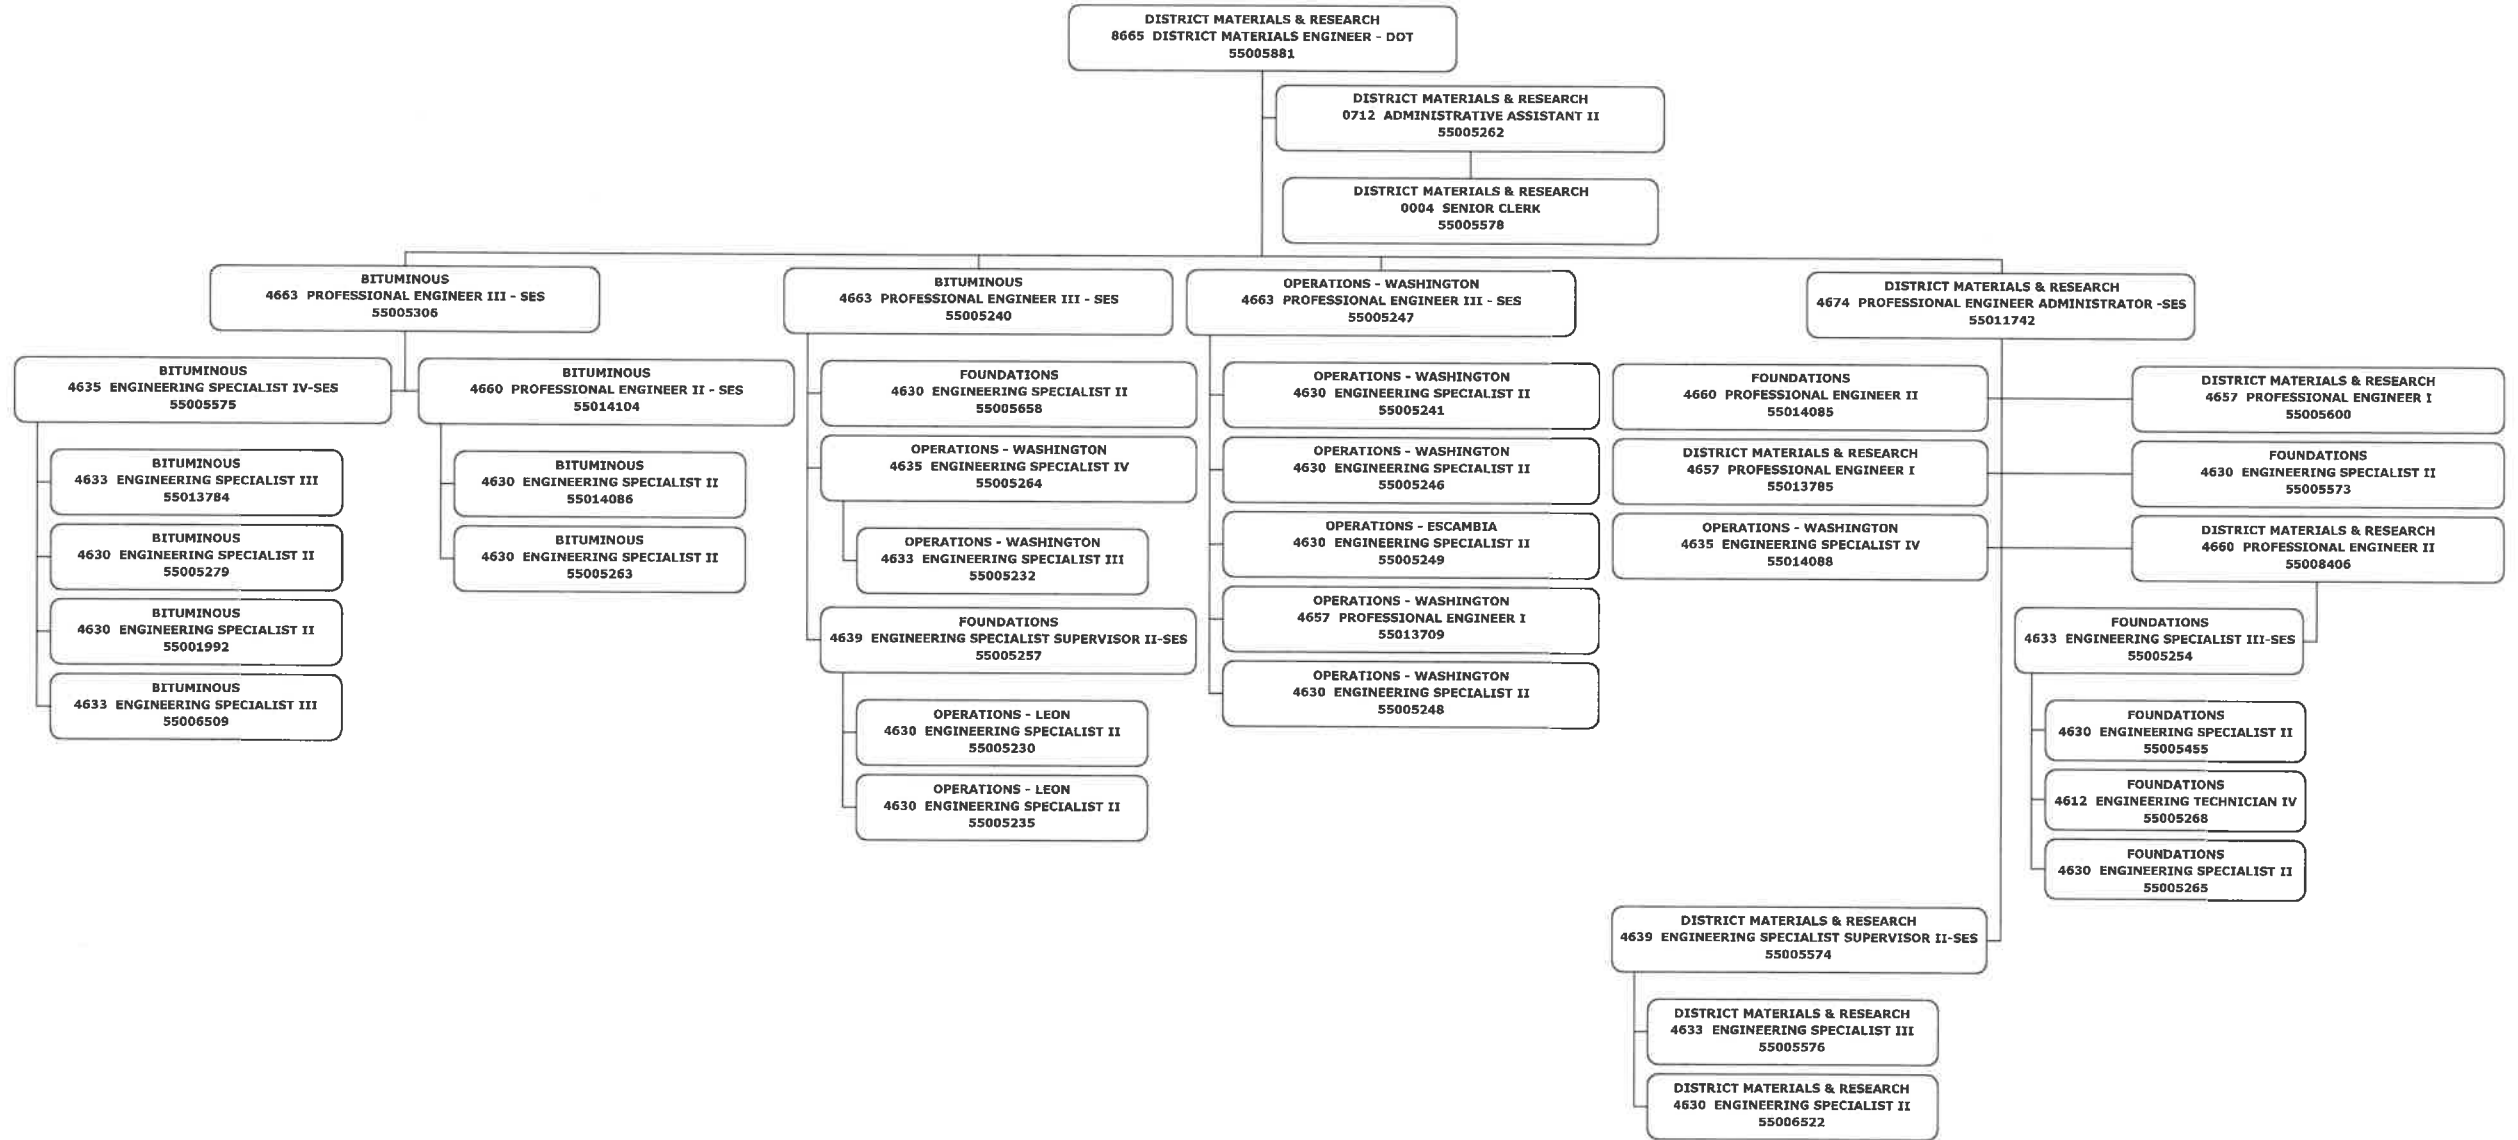 DISTRICT MATERIALS & RESEARCH
8665 DISTRICT MATERIALS ENGINEER - DOT
55005881
DISTRICT MATERIALS & RESEARCH
0712 ADMINISTRATIVE ASSISTANT II
55005262
DISTRICT MATERIALS & RESEARCH
0004 SENIOR CLERK
55005578
BITUMINOUS
4663 PROFESSIONAL ENGINEER III - SES
55005306
BITUMINOUS
4635 ENGINEERING SPECIALIST IV-SES
55005575
BITUMINOUS
4633 ENGINEERING SPECIALIST III
55013784
BITUMINOUS
4630 ENGINEERING SPECIALIST II
55005279
BITUMINOUS
4630 ENGINEERING SPECIALIST II
55001992
BITUMINOUS
4633 ENGINEERING SPECIALIST III
55006509
BITUMINOUS
4660 PROFESSIONAL ENGINEER II - SES
55014104
BITUMINOUS
4630 ENGINEERING SPECIALIST II
55014086
BITUMINOUS
4630 ENGINEERING SPECIALIST II
55005263
BITUMINOUS
4663 PROFESSIONAL ENGINEER III - SES
55005240
FOUNDATIONS
4630 ENGINEERING SPECIALIST II
55005658
OPERATIONS - WASHINGTON
4635 ENGINEERING SPECIALIST IV
55005264
OPERATIONS - WASHINGTON
4633 ENGINEERING SPECIALIST III
55005232
FOUNDATIONS
4639 ENGINEERING SPECIALIST SUPERVISOR II-SES
55005257
OPERATIONS - LEON
4630 ENGINEERING SPECIALIST II
55005230
OPERATIONS - LEON
4630 ENGINEERING SPECIALIST II
55005235
OPERATIONS - WASHINGTON
4663 PROFESSIONAL ENGINEER III - SES
55005247
OPERATIONS - WASHINGTON
4630 ENGINEERING SPECIALIST II
55005241
OPERATIONS - WASHINGTON
4630 ENGINEERING SPECIALIST II
55005246
OPERATIONS - ESCAMBIA
4630 ENGINEERING SPECIALIST II
55005249
OPERATIONS - WASHINGTON
4657 PROFESSIONAL ENGINEER I
55013709
OPERATIONS - WASHINGTON
4630 ENGINEERING SPECIALIST II
55005248
DISTRICT MATERIALS & RESEARCH
4674 PROFESSIONAL ENGINEER ADMINISTRATOR -SES
55011742
FOUNDATIONS
4660 PROFESSIONAL ENGINEER II
55014085
DISTRICT MATERIALS & RESEARCH
4657 PROFESSIONAL ENGINEER I
55005600
DISTRICT MATERIALS & RESEARCH
4657 PROFESSIONAL ENGINEER I
55013785
FOUNDATIONS
4630 ENGINEERING SPECIALIST II
55005573
OPERATIONS - WASHINGTON
4635 ENGINEERING SPECIALIST IV
55014088
DISTRICT MATERIALS & RESEARCH
4660 PROFESSIONAL ENGINEER II
55008406
FOUNDATIONS
4633 ENGINEERING SPECIALIST III-SES
55005254
FOUNDATIONS
4630 ENGINEERING SPECIALIST II
55005455
FOUNDATIONS
4612 ENGINEERING TECHNICIAN IV
55005268
FOUNDATIONS
4630 ENGINEERING SPECIALIST II
55005265
DISTRICT MATERIALS & RESEARCH
4639 ENGINEERING SPECIALIST SUPERVISOR II-SES
55005574
DISTRICT MATERIALS & RESEARCH
4633 ENGINEERING SPECIALIST III
55005576
DISTRICT MATERIALS & RESEARCH
4630 ENGINEERING SPECIALIST II
55006522